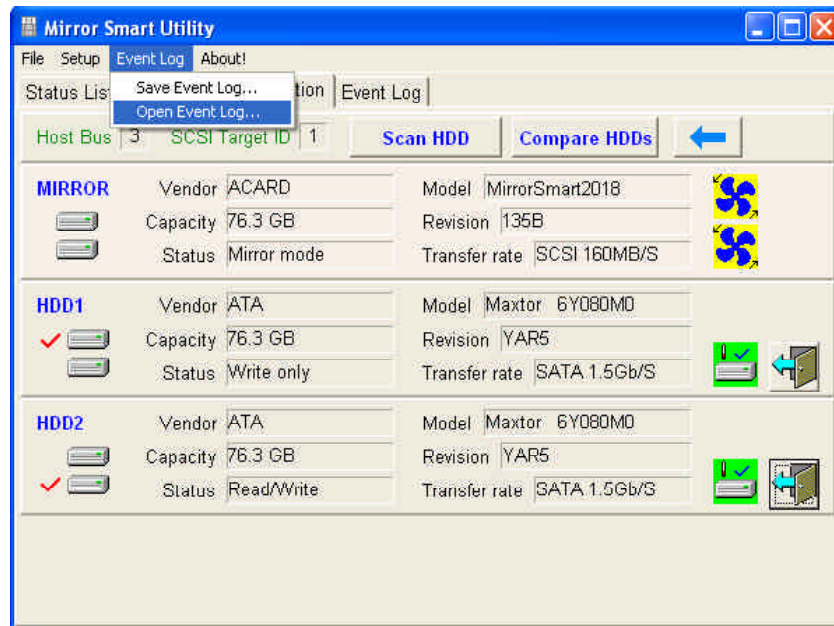 Mirror Smart Utility
File Setup Event Log About!
Save Event Log...
Open Event Log...
Status Lis tion Event Log
Host Bus 3 SCSI Target ID 1 Scan HDD Compare HDDs
MIRROR Vendor ACARD Model MirrorSmart2018
Capacity 76.3 GB Revision 135B
Status Mirror mode Transfer rate SCSI 160MB/S
HDD1 Vendor ATA Model Maxtor 6Y080M0
Capacity 76.3 GB Revision YAR5
Status Write only Transfer rate SATA 1.5Gb/S
HDD2 Vendor ATA Model Maxtor 6Y080M0
Capacity 76.3 GB Revision YAR5
Status Read/Write Transfer rate SATA 1.5Gb/S